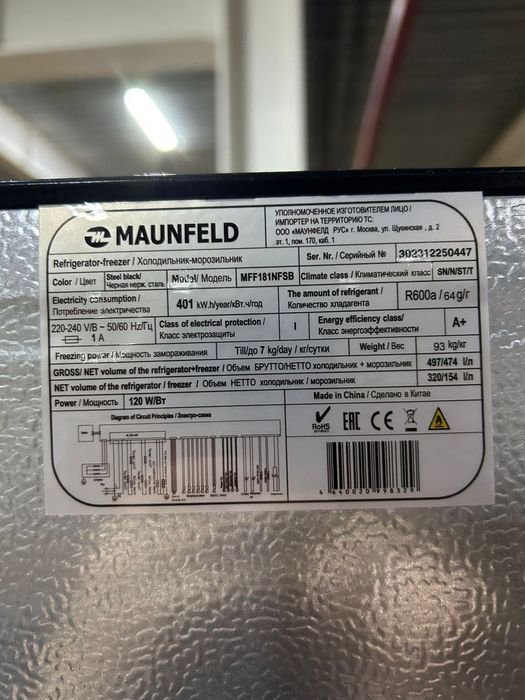 MAUNFELD
УПОЛНОМОЧЕННОЕ ИЗГОТОВИТЕЛЕМ ЛИЦО /
ИМПОРТЕР НА ТЕРРИТОРИЮ ТС:
ООО «МАУНФЕЛД РУС» г. Москва, ул. Щукинская, д. 2
эт. 1, пом. 170, каб. 1
Refrigerator-freezer / Холодильник-морозильник
Ser. Nr. / Серийный № 302312250447
Color / Цвет
Steel black/
Черная нерж. сталь
Model/ Модель
MFF181NFSB
Climate class / Климатический класс
SN/N/ST/T
Electricity consumption /
Потребление электричества
401 kW.h/year/кВт.ч/год
The amount of refrigerant /
Количество хладагента
R600a / 64 g/г
220-240 V/В ~ 50/60 Hz/Гц
1 A
Class of electrical protection /
Класс электрозащиты
I
Energy efficiency class/
Класс энергоэффективности
A+
Freezing power / Мощность замораживания
Till/до 7 kg/day / кг/сутки
Weight / Вес
93 кг/kg
GROSS/ NET volume of the refrigerator+freezer / Объем БРУТТО/НЕТТО холодильник + морозильник
497/474 l/л
NET volume of the refrigerator / freezer / Объем НЕТТО холодильник / морозильник
320/154 l/л
Power / Мощность
120 W/Вт
Made in China / Сделано в Китае
Diagram of Circuit Principles / Электро-схема
RoHS
EAC
CE
4640020998329